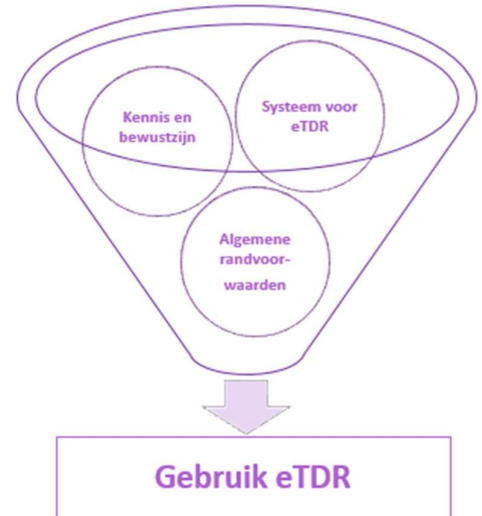 Kennis en
bewustzijn
Systeem voor
eTDR
Algemene
randvoor-
waarden
Gebruik eTDR